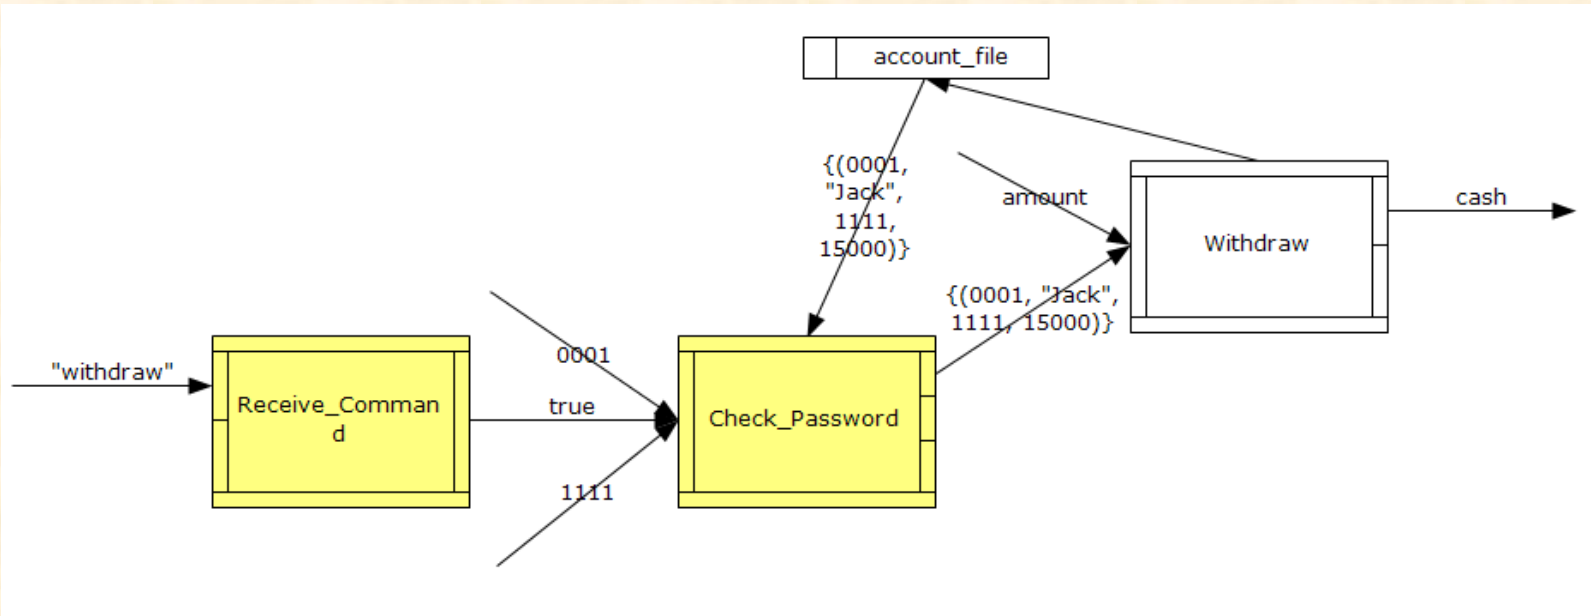 account_file
{(0001,
"Jack",
1111,
15000)}
amount
cash
Withdraw
{(0001, "Jack",
1111, 15000)}
"withdraw"
Receive_Comman
d
0001
true
1111
Check_Password